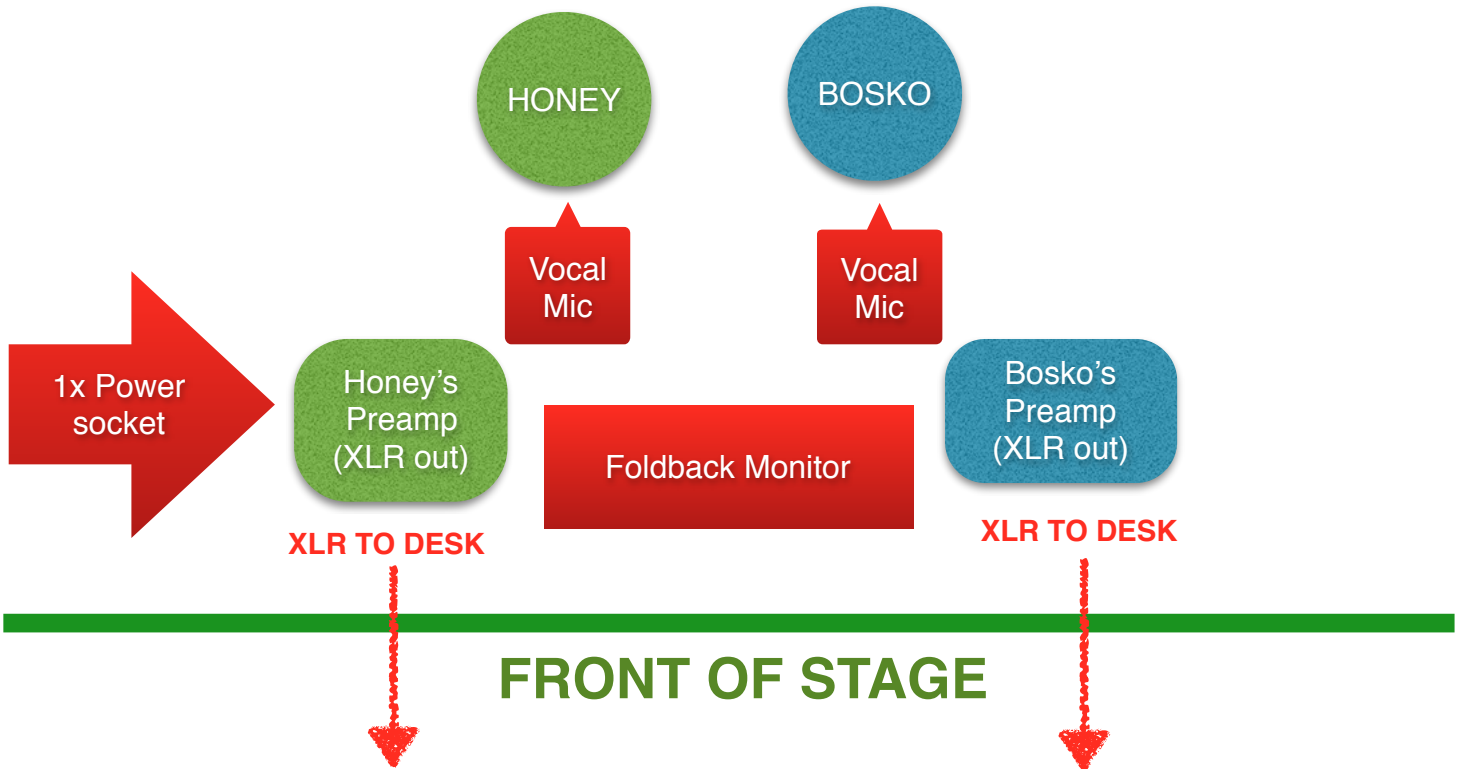 HONEY
BOSKO
Vocal
Mic
Vocal
Mic
1x Power
socket
Honey’s
Preamp
(XLR out)
Foldback Monitor
Bosko’s
Preamp
(XLR out)
XLR TO DESK
XLR TO DESK
FRONT OF STAGE